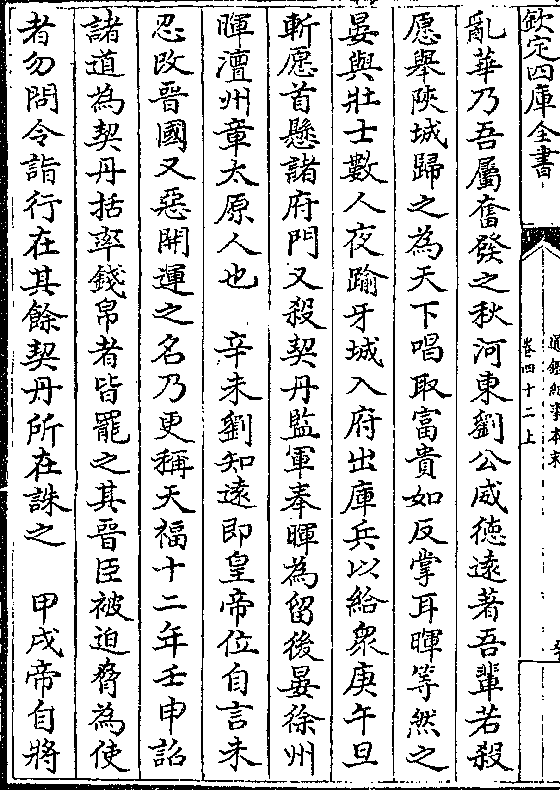 欽定四庫全書
通鑑紀事本末
卷四十二上
亂華乃吾屬奮發之秋河東劉公威德逺著吾輩若殺
愿舉陜城歸之為天下唱取富貴如反掌耳暉等然之
晏與壯士數人夜踰牙城入府出庫兵以給衆庚午旦
斬愿首懸諸府門又殺契丹監軍奉暉為留後晏徐州
暉澶州章太原人也　辛未劉知逺即皇帝位自言未
忍改晉國又惡開運之名乃更稱天福十二年壬申詔
諸道為契丹括率錢帛者皆罷之其晉臣被迫脅為使
者勿問令詣行在其餘契丹所在誅之　甲戌帝自將